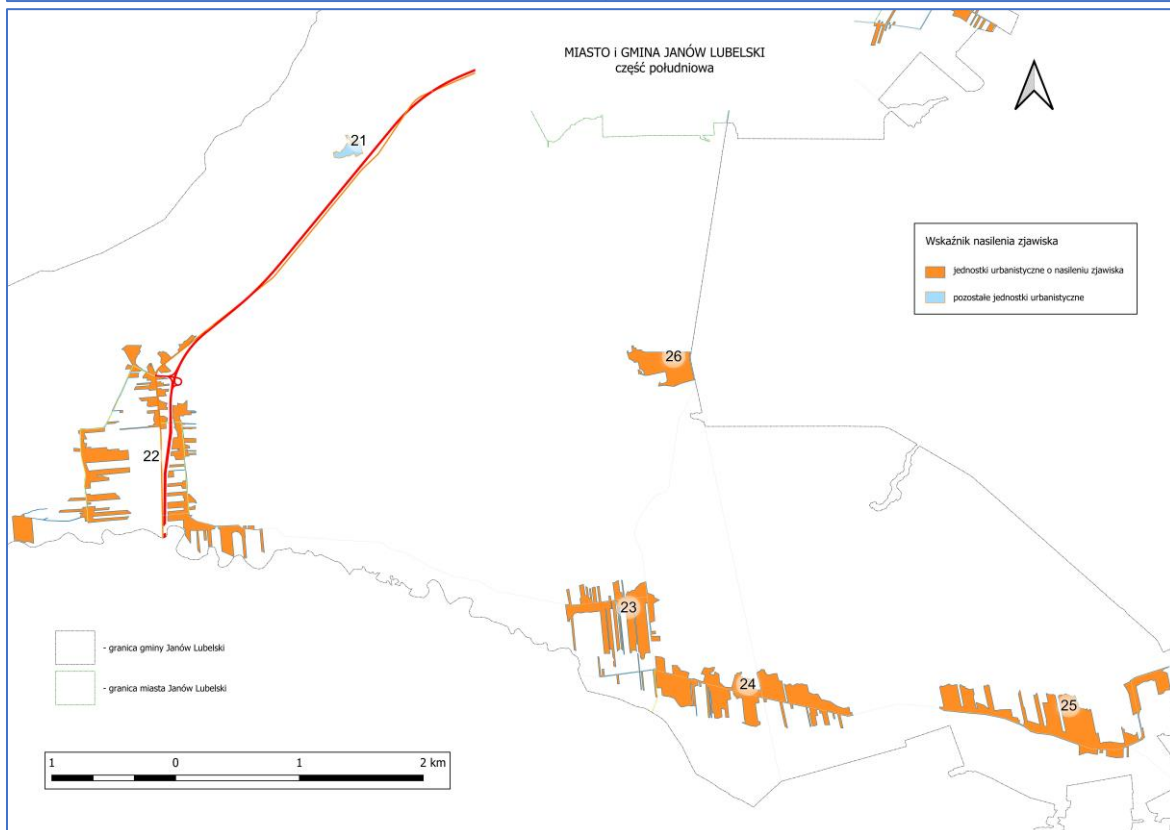 MIASTO i GMINA JANÓW LUBELSKI
część południowa
21
Wskaźnik nasilenia zjawiska
jednostki urbanistyczne o nasileniu zjawiska
pozostałe jednostki urbanistyczne
26
22
23
- granica gminy Janów Lubelski
24
- granica miasta Janów Lubelski
25
1 0 1 2 km